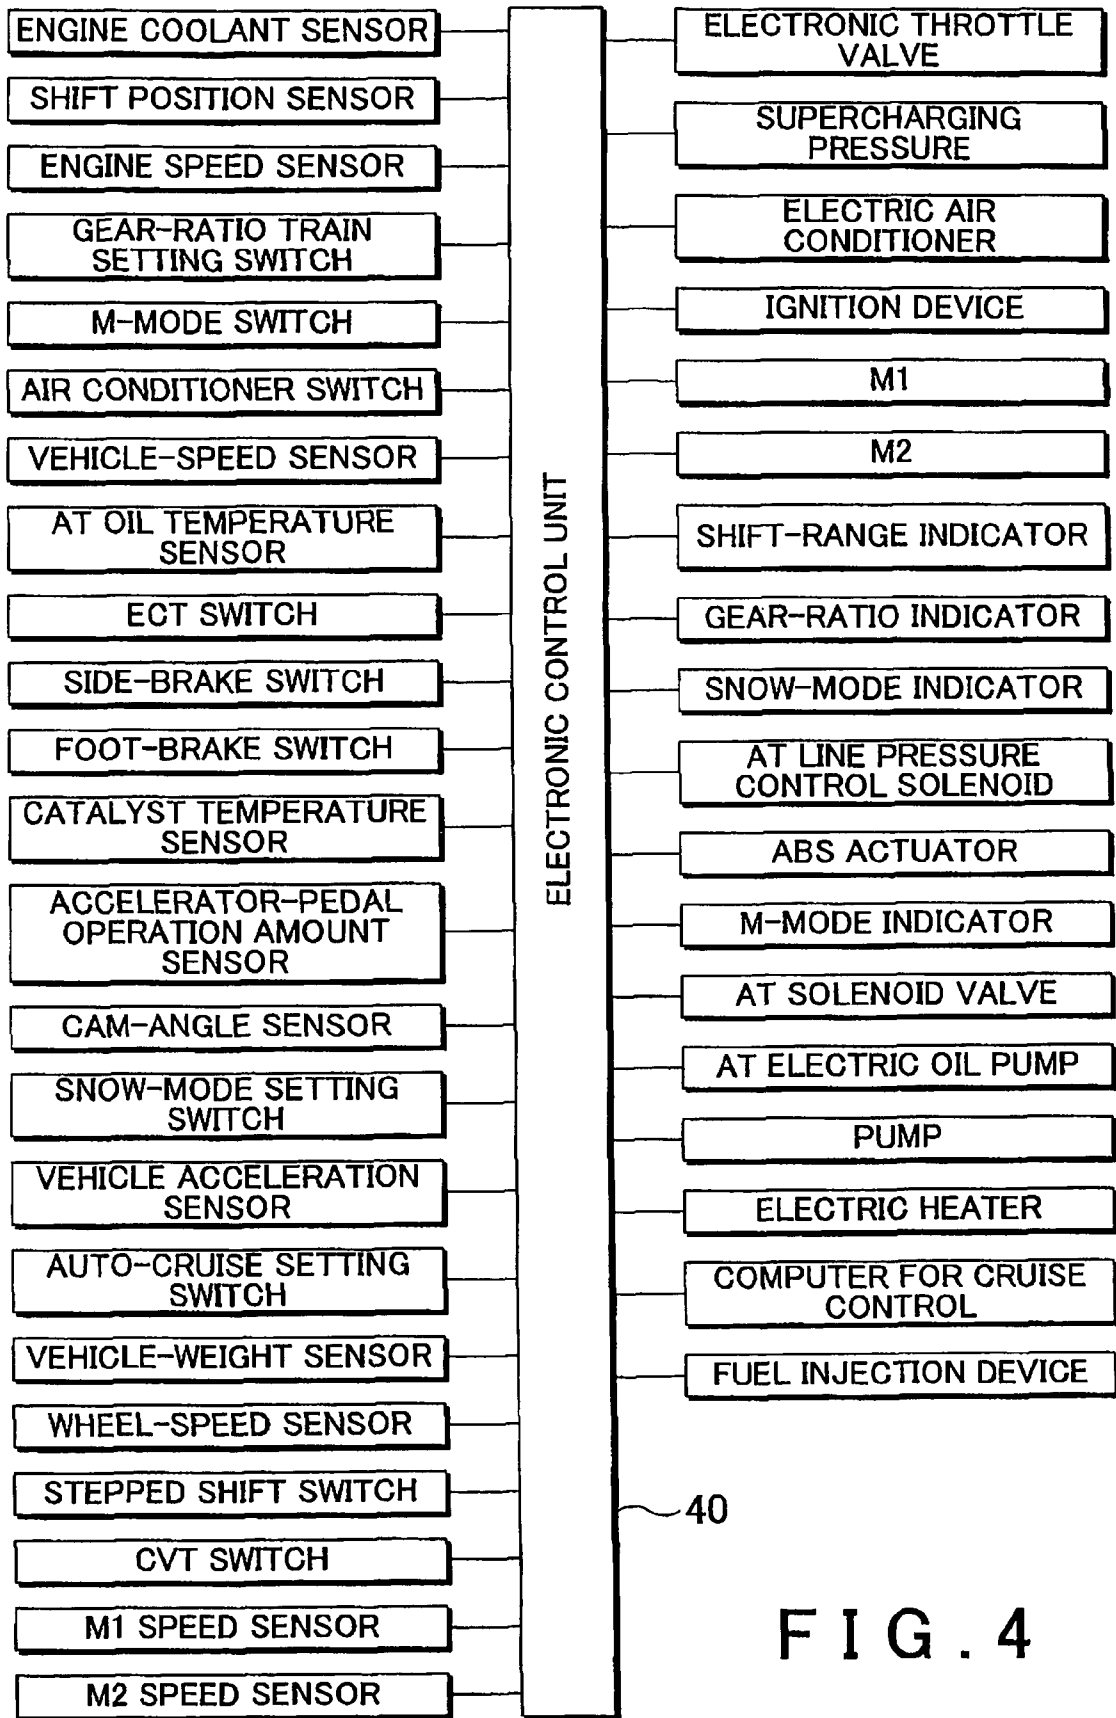 ENGINE COOLANT SENSOR
SHIFT POSITION SENSOR
ENGINE SPEED SENSOR
GEAR-RATIO TRAIN
SETTING SWITCH
M-MODE SWITCH
AIR CONDITIONER SWITCH
VEHICLE-SPEED SENSOR
AT OIL TEMPERATURE
SENSOR
ECT SWITCH
SIDE-BRAKE SWITCH
FOOT-BRAKE SWITCH
CATALYST TEMPERATURE
SENSOR
ACCELERATOR-PEDAL
OPERATION AMOUNT
SENSOR
CAM-ANGLE SENSOR
SNOW-MODE SETTING
SWITCH
VEHICLE ACCELERATION
SENSOR
AUTO-CRUISE SETTING
SWITCH
VEHICLE-WEIGHT SENSOR
WHEEL-SPEED SENSOR
STEPPED SHIFT SWITCH
CVT SWITCH
M1 SPEED SENSOR
M2 SPEED SENSOR
ELECTRONIC CONTROL UNIT
ELECTRONIC THROTTLE
VALVE
SUPERCHARGING
PRESSURE
ELECTRIC AIR
CONDITIONER
IGNITION DEVICE
M1
M2
SHIFT-RANGE INDICATOR
GEAR-RATIO INDICATOR
SNOW-MODE INDICATOR
AT LINE PRESSURE
CONTROL SOLENOID
ABS ACTUATOR
M-MODE INDICATOR
AT SOLENOID VALVE
AT ELECTRIC OIL PUMP
PUMP
ELECTRIC HEATER
COMPUTER FOR CRUISE
CONTROL
FUEL INJECTION DEVICE
40
FIG.4